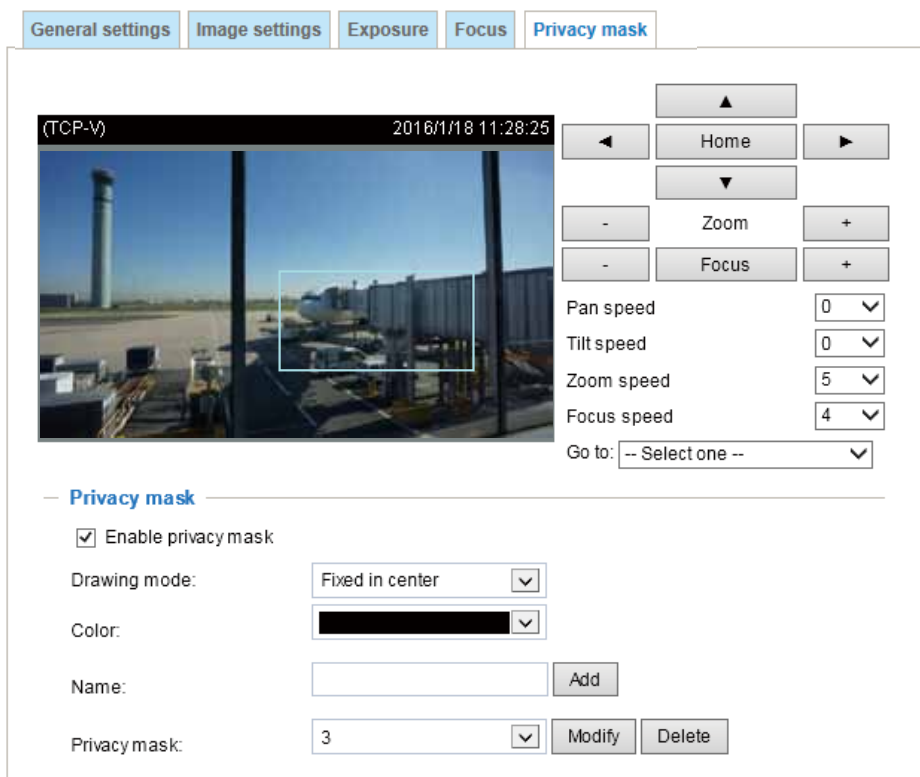 General settings Image settings Exposure Focus Privacy mask
(TCP-V) 2016/1/18 11:28:25
▲
◄ Home ►
▼
- Zoom +
- Focus +
Pan speed 0
Tilt speed 0
Zoom speed 5
Focus speed 4
Go to: -- Select one --
Privacy mask
Enable privacy mask
Drawing mode: Fixed in center
Color:
Name: Add
Privacy mask: 3 Modify Delete